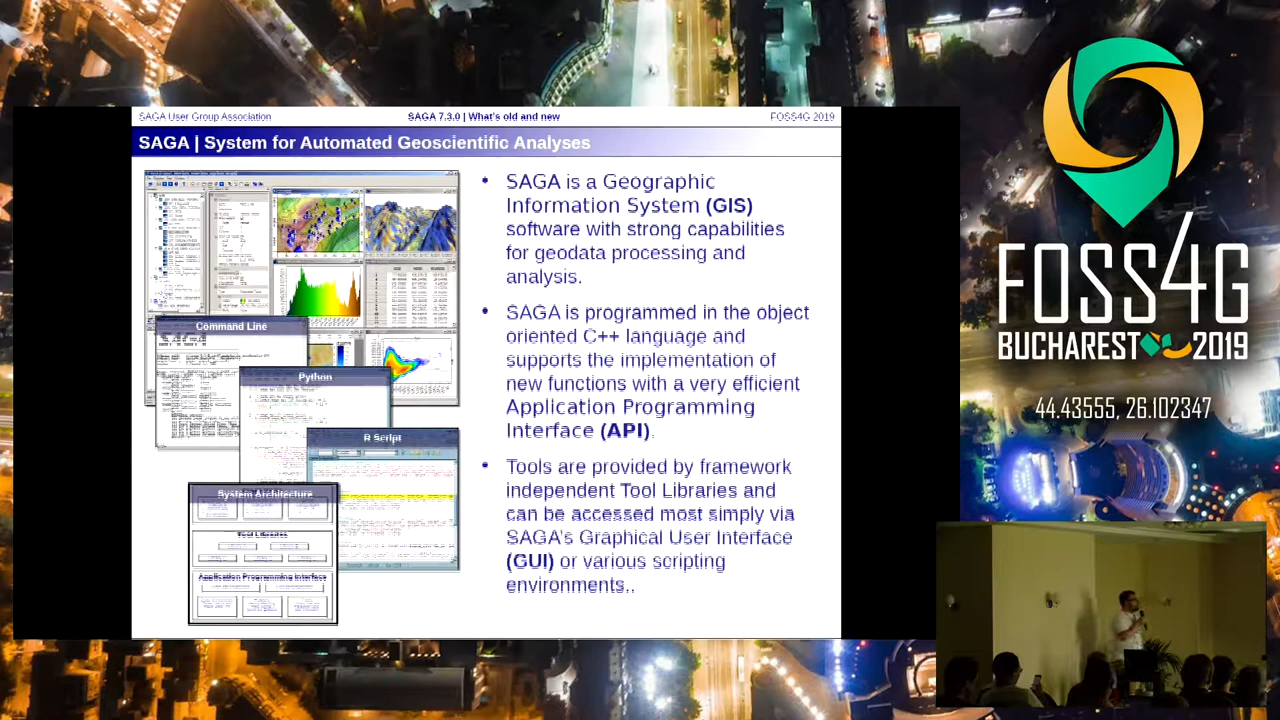 SAGA User Group Association
SAGA 7.3.0 | What's old and new
FOSS4G 2019
SAGA | System for Automated Geoscientific Analyses
Command Line
Python
R Script
System Architecture
Tool Libraries
Application Programming Interface
• SAGA is a Geographic
Information System (GIS)
software with strong capabilities
for geodata processing and
analysis.
• SAGA is programmed in the object
oriented C++ language and
supports the implementation of
new functions with a very efficient
Application Programming
Interface (API).
• Tools are provided by framework
independent Tool Libraries and
can be accessed most simply via
SAGA's Graphical User Interface
(GUI) or various scripting
environments..
FOSS4G
BUCHAREST 2019
44.43555, 26.102347